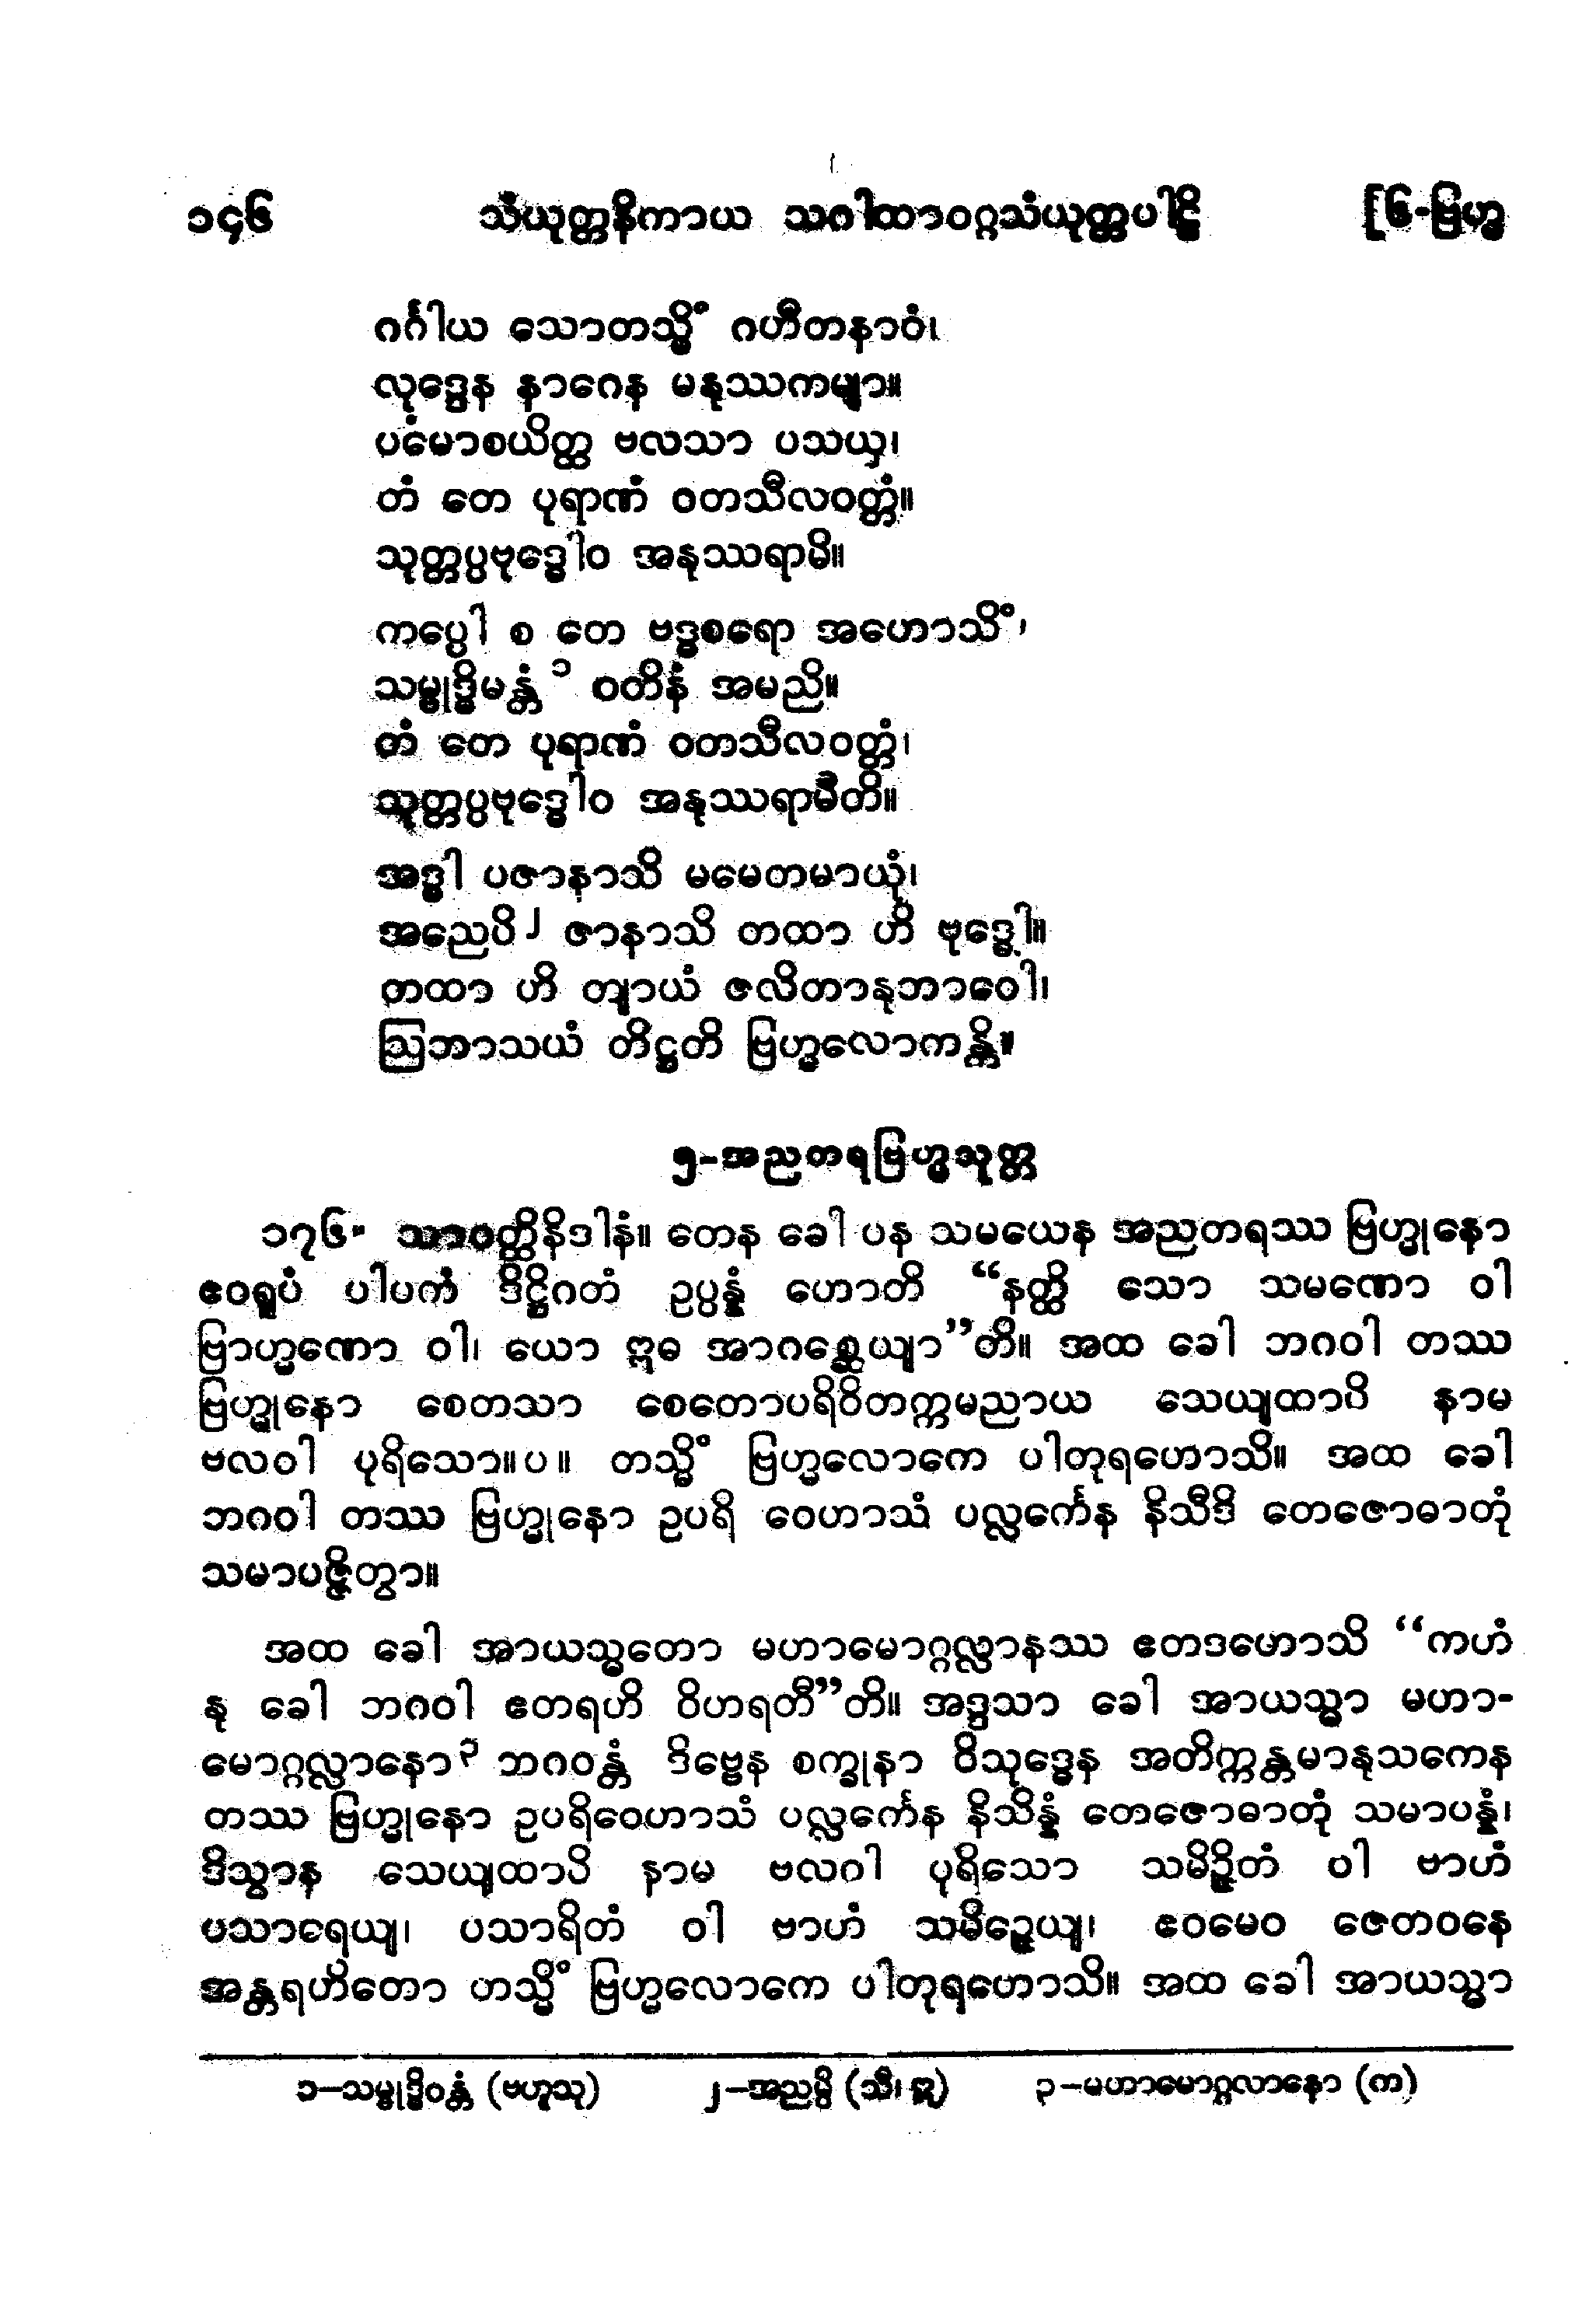 ၁၄၆ သံယုတ္တနိကာယ သဂါထာဝဂ္ဂသံယုတ္တပါဠိ [၆-ဗြဟ္မ
ဂင်္ဂါယ သောတသ္မိံ ဂဟီတနာဝံ၊
လုဒ္ဒေန နာဂေန မနုဿကမျာ။
ပမောစယိတ္ထ ဗလသာ ပသယှ၊
တံ တေ ပုရာဏံ ဝတသီလဝတ္တံ။
သုတ္တပ္ပဗုဒ္ဓေါဝ အနုဿရာမိ။
ကပ္ပေါ စ တေ ဗဒ္ဓစရော အဟောသိံ၊
သမ္ဗုဒ္ဓိမန္တံ ၁ ဝတိနံ အမညိ။
တံ တေ ပုရာဏံ ဝတသီလဝတ္တံ၊
သုတ္တပ္ပဗုဒ္ဓေါဝ အနုဿရာမီတိ။
အဒ္ဓါ ပဇာနာသိ မမေတမာယုံ၊
အညေပိ၂ ဇာနာသိ တထာ ဟိ ဗုဒ္ဓေါ။
တထာ ဟိ တျာယံ ဇလိတာနုဘာဝေါ၊
ဩဘာသယံ တိဋ္ဌတိ ဗြဟ္မလောကန္တိ။
၅-အညတရဗြဟ္မသုတ္တ
၁၇၆- သာဝတ္ထိနိဒါနံ။ တေန ခေါ ပန သမယေန အညတရဿ ဗြဟ္မုနော
ဧဝရူပံ ပါပကံ ဒိဋ္ဌိဂတံ ဥပ္ပန္နံ ဟောတိ “နတ္ထိ သော သမဏော ဝါ
ဗြာဟ္မဏော ဝါ၊ ယော ဣဓ အာဂစ္ဆေယျာ”တိ။ အထ ခေါ ဘဂဝါ တဿ
ဗြဟ္မုနော စေတသာ စေတောပရိဝိတက္ကမညာယ သေယျထာပိ နာမ
ဗလဝါ ပုရိသော။ပ။ တသ္မိံ ဗြဟ္မလောကေ ပါတုရဟောသိ။ အထ ခေါ
ဘဂဝါ တဿ ဗြဟ္မုနော ဥပရိ ဝေဟာသံ ပလ္လင်္ကေန နိသီဒိ တေဇောဓာတုံ
သမာပဇ္ဇိတွာ။
အထ ခေါ အာယသ္မတော မဟာမောဂ္ဂလ္လာနဿ ဧတဒဟောသိ “ကဟံ
နု ခေါ ဘဂဝါ ဧတရဟိ ဝိဟရတီ”တိ။ အဒ္ဒသာ ခေါ အာယသ္မာ မဟာ-
မောဂ္ဂလ္လာနော၃ ဘဂဝန္တံ ဒိဗ္ဗေန စက္ခုနာ ဝိသုဒ္ဓေန အတိက္ကန္တမာနုသကေန
တဿ ဗြဟ္မုနော ဥပရိဝေဟာသံ ပလ္လင်္ကေန နိသိန္နံ တေဇောဓာတုံ သမာပန္နံ၊
ဒိသွာန သေယျထာပိ နာမ ဗလဝါ ပုရိသော သမိဉ္ဇိတံ ဝါ ဗာဟံ
ပသာရေယျ၊ ပသာရိတံ ဝါ ဗာဟံ သမိဉ္ဇေယျ၊ ဧဝမေဝ ဇေတဝနေ
အန္တရဟိတော တသ္မိံ ဗြဟ္မလောကေ ပါတုရဟောသိ။ အထ ခေါ အာယသ္မာ
၁–သမ္ဗုဒ္ဓိဝန္တံ (ဗဟူသု) ၂–အညမ္ပိ (သီ၊ ဣ) ၃–မဟာမောဂ္ဂလာနော (က)